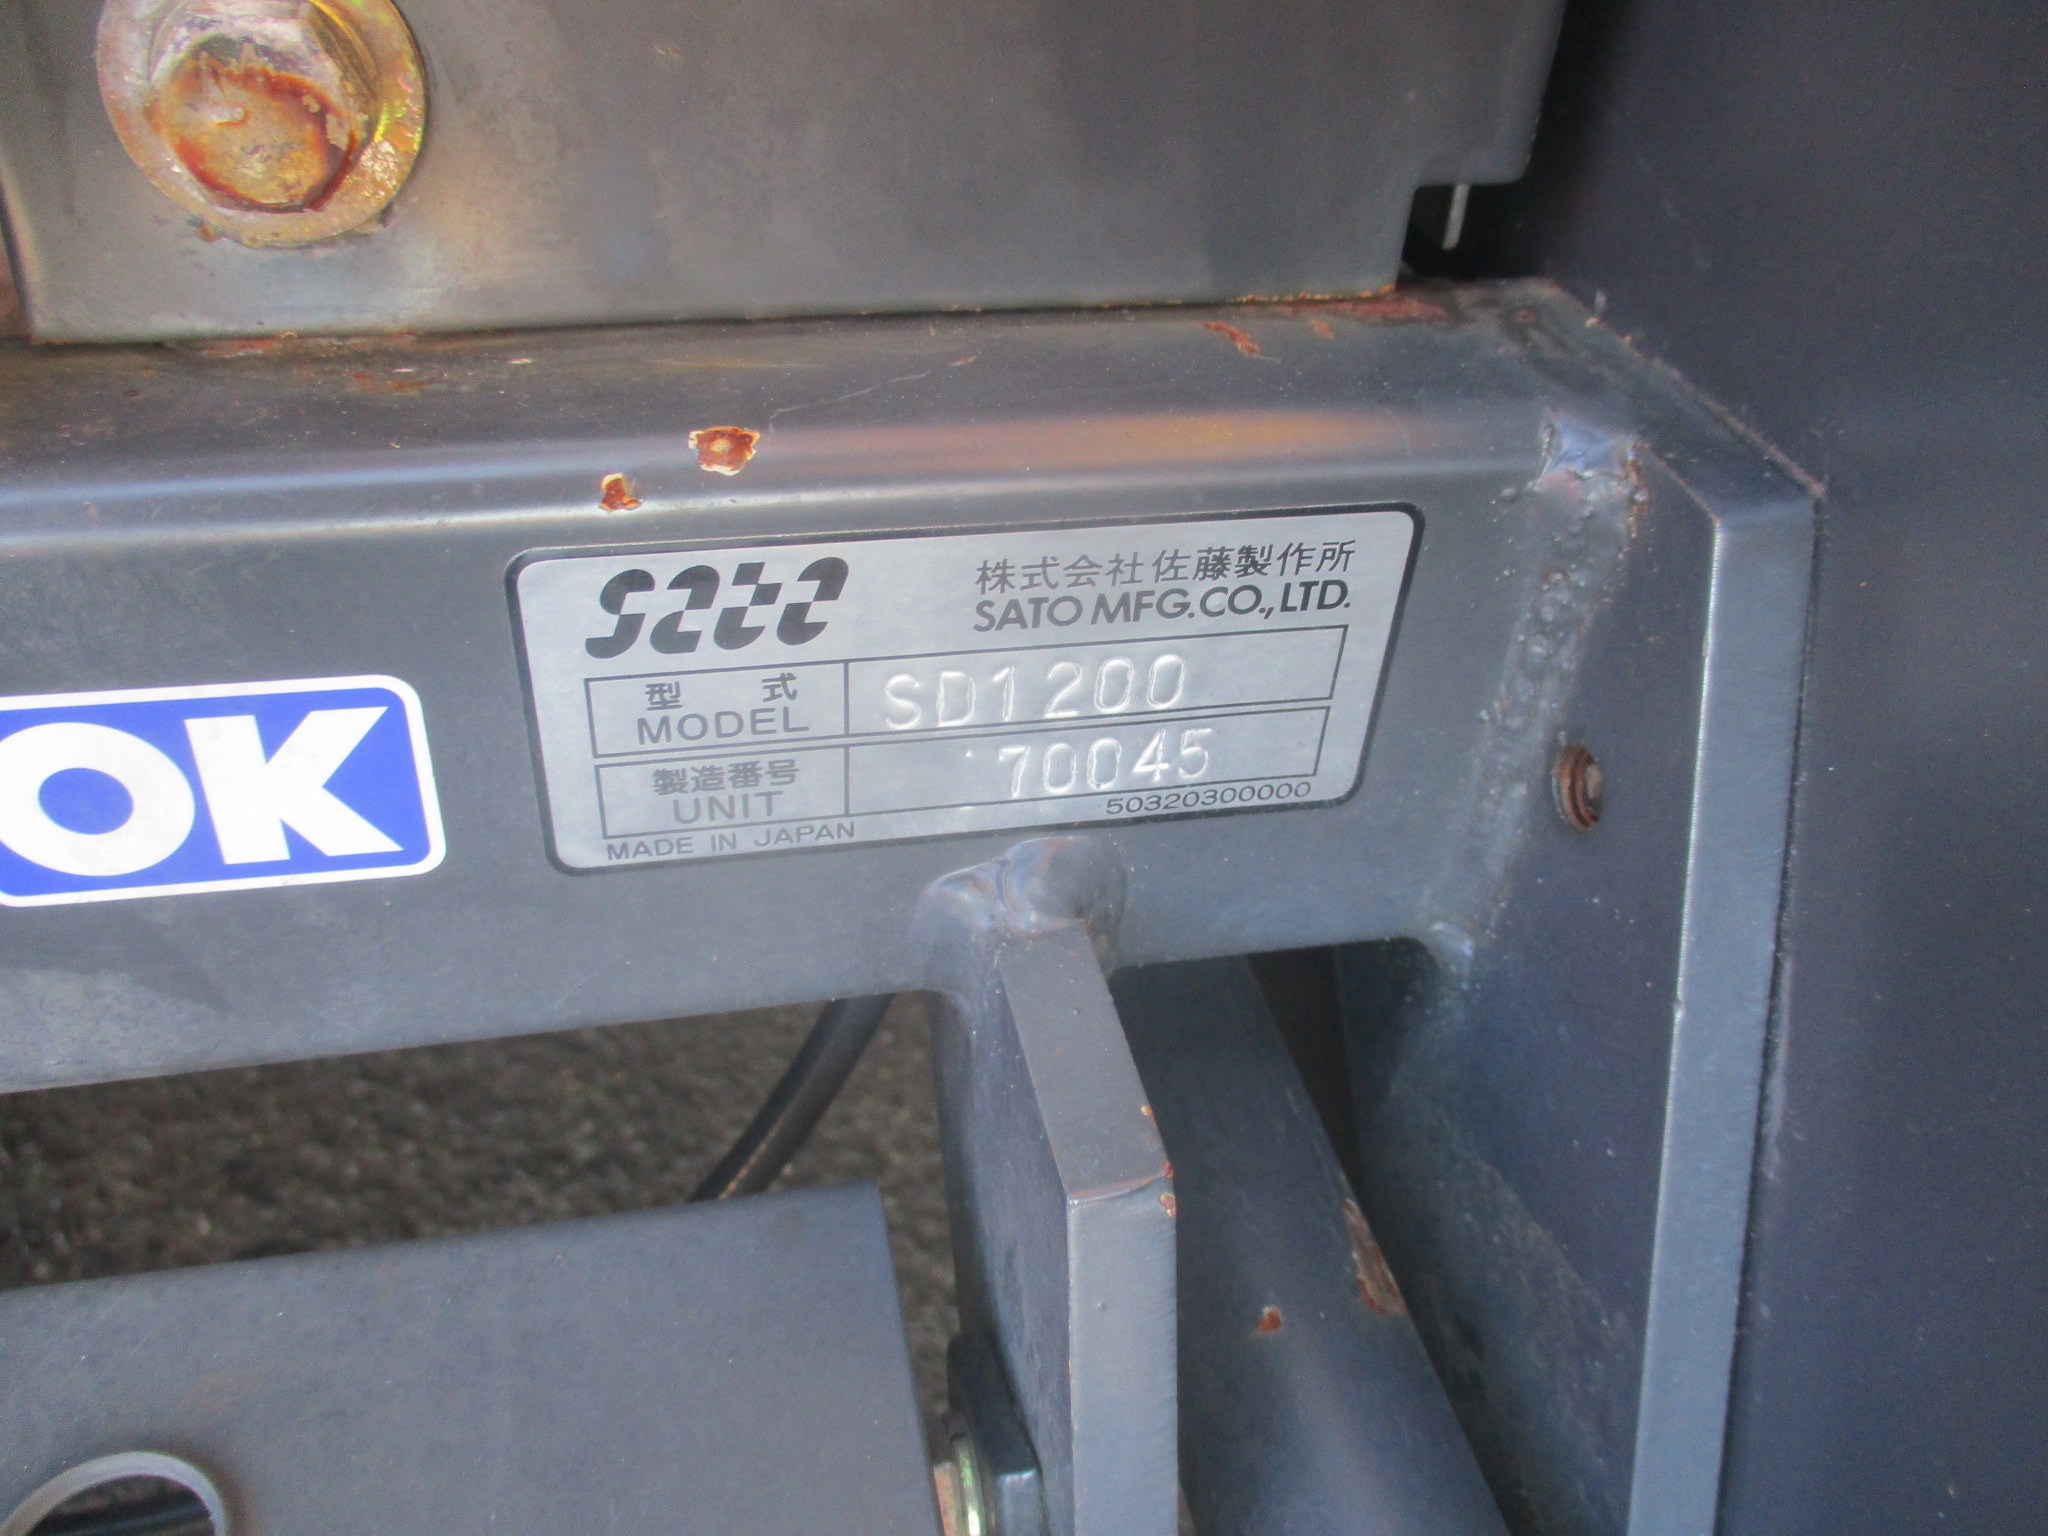 sato
株式会社佐藤製作所
SATO MFG.CO.,LTD.
型 式
MODEL
SD1200
製造番号
UNIT
70045
MADE IN JAPAN
50320300000
OK